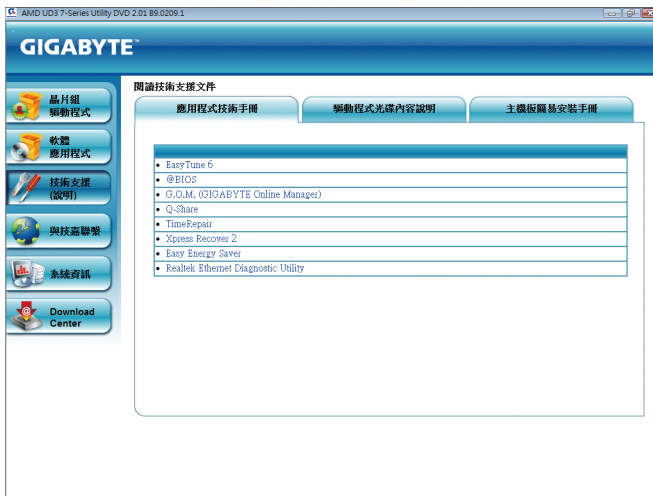 AMD UD3 7-Series Utility DVD 2.01 B9.0209.1
GIGABYTE™
晶片組
驅動程式
軟體
應用程式
技術支援
(說明)
與技嘉聯繫
系統資訊
Download
Center
閱讀技術支援文件
應用程式技術手冊
驅動程式光碟內容說明
主機板簡易安裝手冊
• EasyTune 6
• @BIOS
• G.O.M. (GIGABYTE Online Manager)
• Q-Share
• TimeRepair
• Xpress Recover 2
• Easy Energy Saver
• Realtek Ethernet Diagnostic Utility